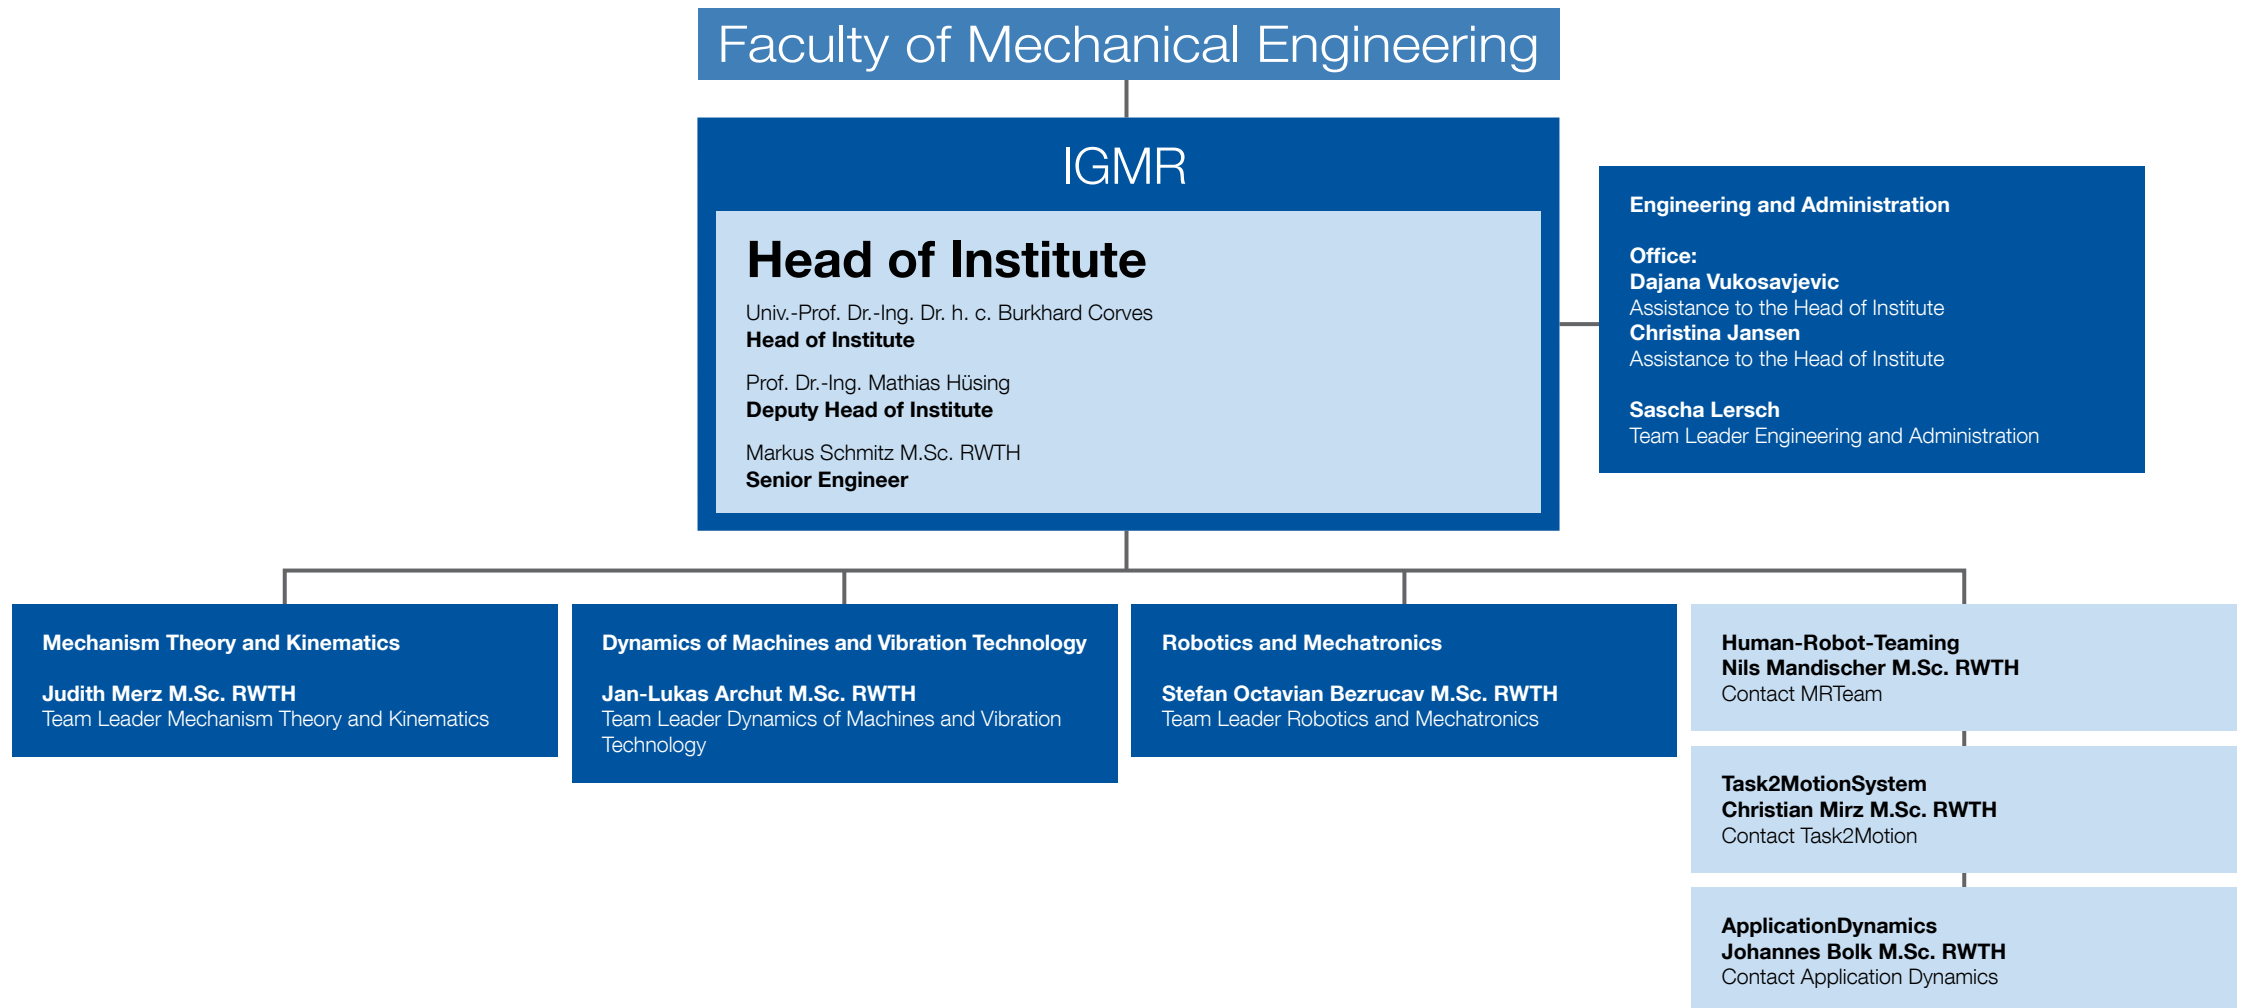 Faculty of Mechanical Engineering
IGMR
Head of Institute
Univ.-Prof. Dr.-Ing. Dr. h. c. Burkhard Corves
Head of Institute
Prof. Dr.-Ing. Mathias Hüsing
Deputy Head of Institute
Markus Schmitz M.Sc. RWTH
Senior Engineer
Engineering and Administration
Office:
Dajana Vukosavjevic
Assistance to the Head of Institute
Christina Jansen
Assistance to the Head of Institute
Sascha Lersch
Team Leader Engineering and Administration
Mechanism Theory and Kinematics
Judith Merz M.Sc. RWTH
Team Leader Mechanism Theory and Kinematics
Dynamics of Machines and Vibration Technology
Jan-Lukas Archut M.Sc. RWTH
Team Leader Dynamics of Machines and Vibration
Technology
Robotics and Mechatronics
Stefan Octavian Bezrucav M.Sc. RWTH
Team Leader Robotics and Mechatronics
Human-Robot-Teaming
Nils Mandischer M.Sc. RWTH
Contact MRTeam
Task2MotionSystem
Christian Mirz M.Sc. RWTH
Contact Task2Motion
ApplicationDynamics
Johannes Bolk M.Sc. RWTH
Contact Application Dynamics